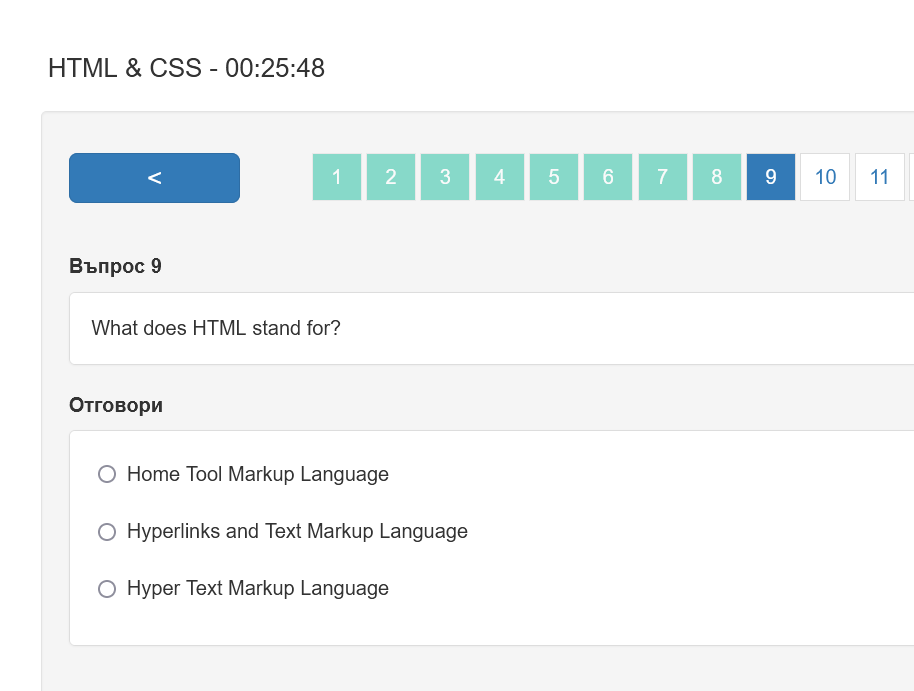 HTML & CSS - 00:25:48
< 1 2 3 4 5 6 7 8 9 10 11
Въпрос 9
What does HTML stand for?
Отговори
Home Tool Markup Language
Hyperlinks and Text Markup Language
Hyper Text Markup Language